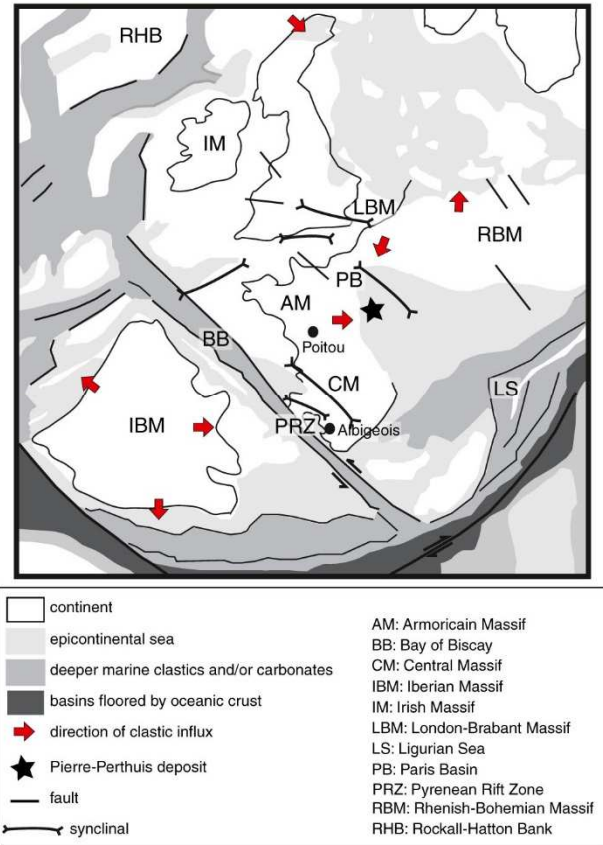 RHB
IM
LBM
RBM
PB
AM
BB
Poitou
CM
LS
IBM
PRZ
Albigeois
continent
epicontinental sea
deeper marine clastics and/or carbonates
basins floored by oceanic crust
direction of clastic influx
Pierre-Perthuis deposit
fault
synclinal
AM: Armoricain Massif
BB: Bay of Biscay
CM: Central Massif
IBM: Iberian Massif
IM: Irish Massif
LBM: London-Brabant Massif
LS: Ligurian Sea
PB: Paris Basin
PRZ: Pyrenean Rift Zone
RBM: Rhenish-Bohemian Massif
RHB: Rockall-Hatton Bank